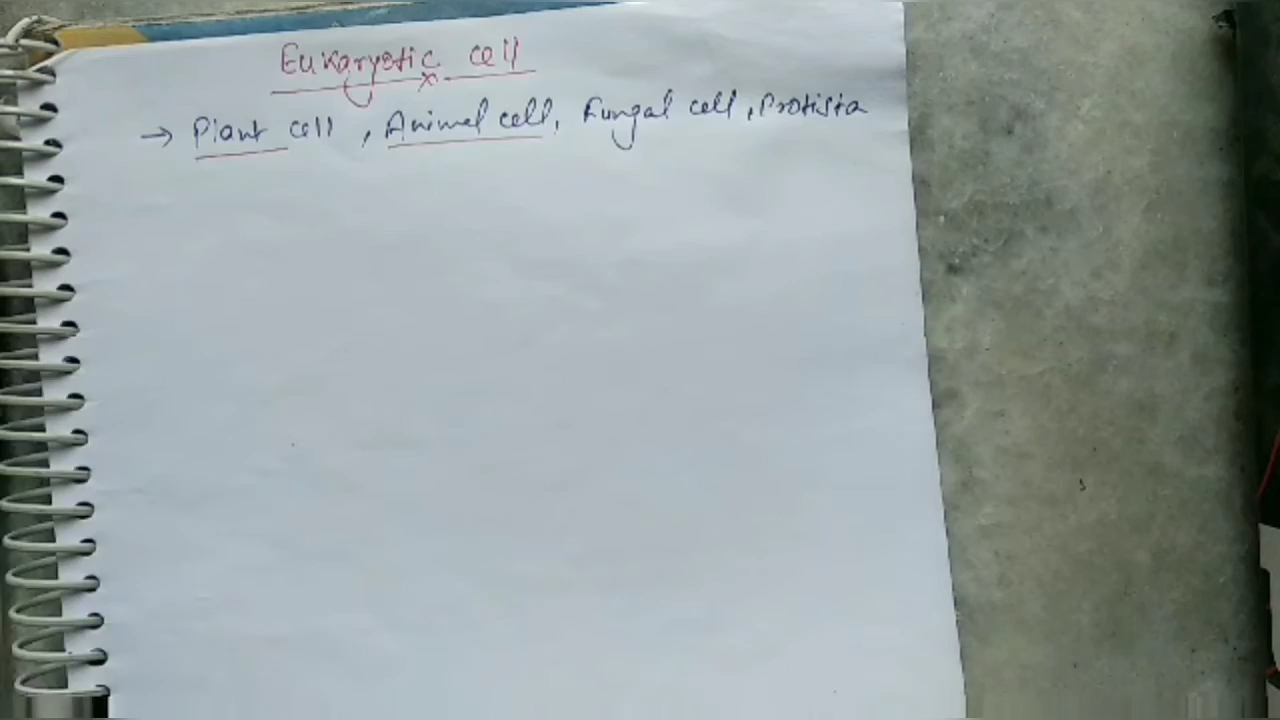 Eukaryotic cell
→ Plant cell, Animal cell, Fungal cell, Protista